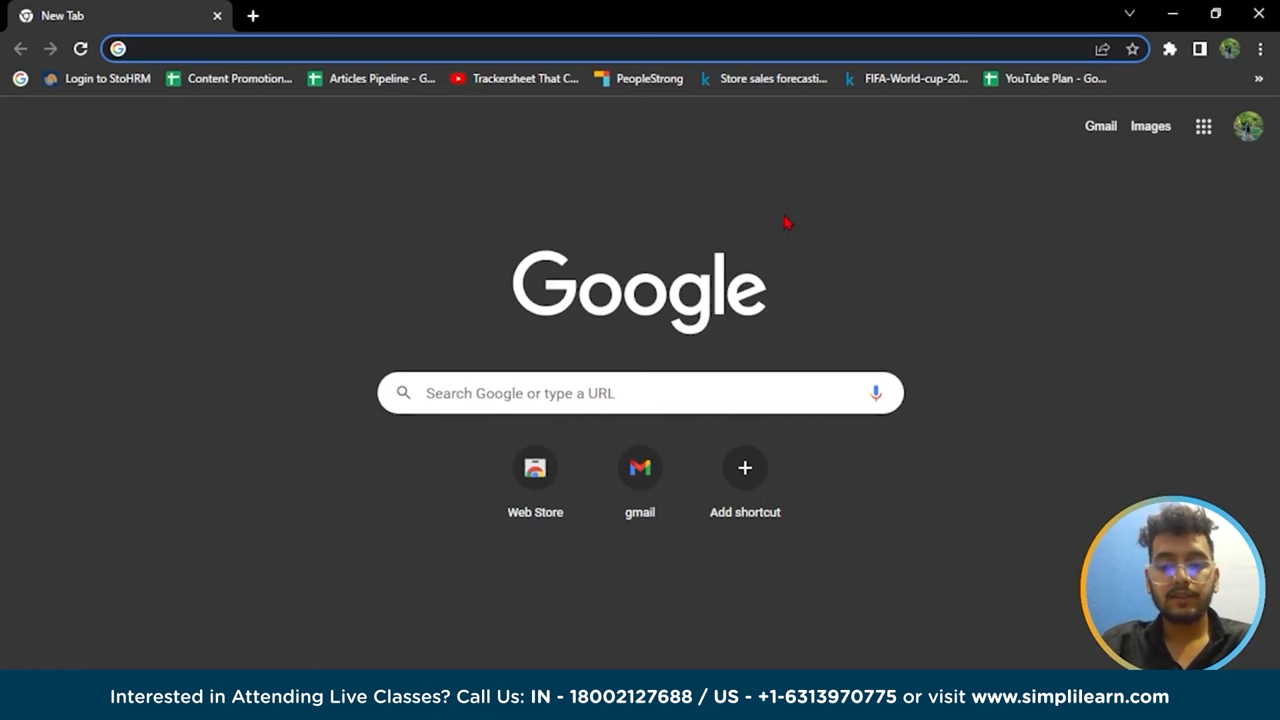 New Tab
Login to StoHRM
Content Promotion...
Articles Pipeline - G...
Trackersheet That C...
PeopleStrong
Store sales forecasti...
FIFA-World-cup-20...
YouTube Plan - Go...
Gmail
Images
Google
Search Google or type a URL
Web Store
gmail
Add shortcut
Interested in Attending Live Classes? Call Us: IN - 18002127688 / US - +1-6313970775 or visit www.simplilearn.com